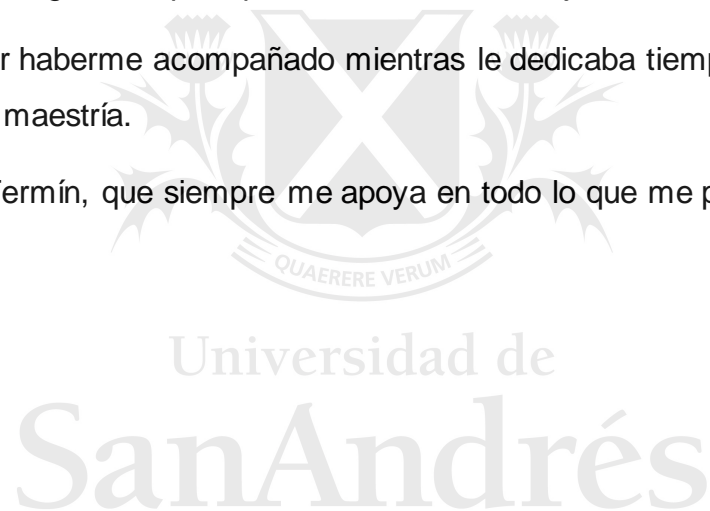 r haberme acompañado mientras le dedicaba tiemp
maestría.
ermín, que siempre me apoya en todo lo que me p
QUAERERE VERUM
Universidad de
SanAndrés